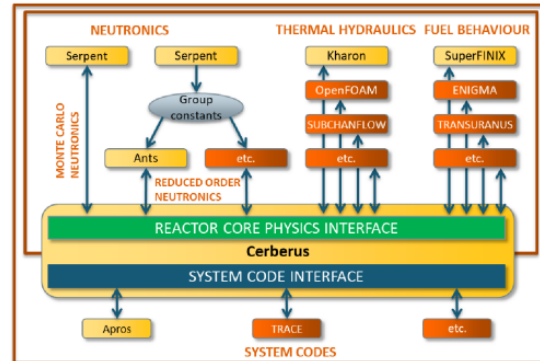 NEUTRONICS
THERMAL HYDRAULICS
FUEL BEHAVIOUR
Serpent
Serpent
Kharon
SuperFINIX
OpenFOAM
ENIGMA
Group
constants
SUBCHANFLOW
TRANSURANUS
MONTE CARLO
NEUTRONICS
Ants
etc.
etc.
etc.
REDUCED ORDER
NEUTRONICS
REACTOR CORE PHYSICS INTERFACE
Cerberus
SYSTEM CODE INTERFACE
Apros
TRACE
etc.
SYSTEM CODES